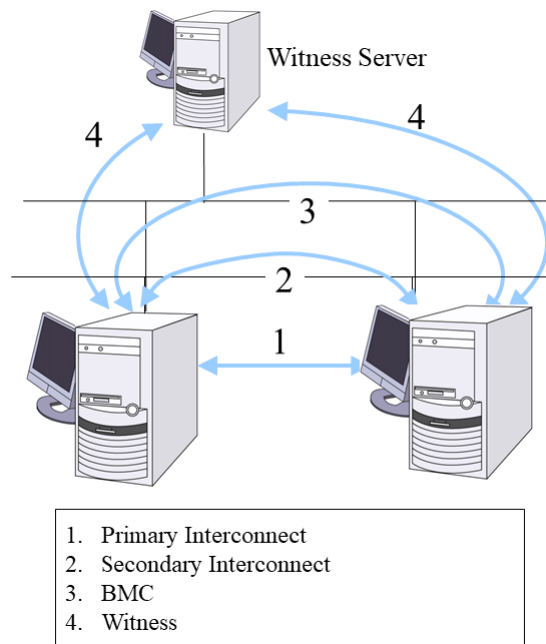 Witness Server
4
4
3
2
1
1. Primary Interconnect
2. Secondary Interconnect
3. BMC
4. Witness